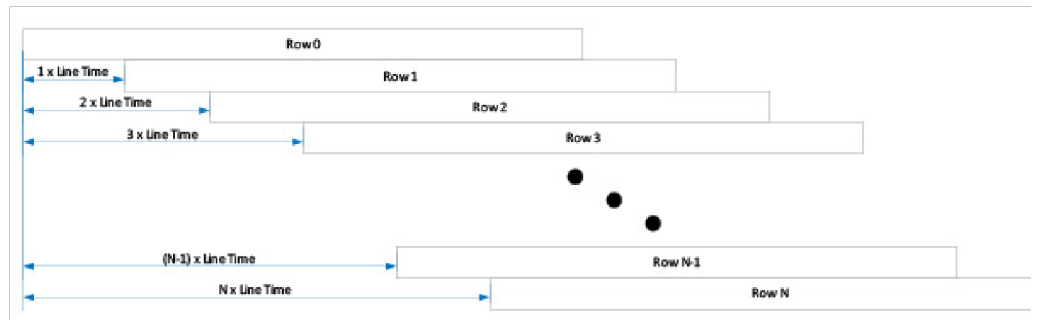 Row 0
1 x Line Time
Row 1
2 x Line Time
Row 2
3 x Line Time
Row 3
(N-1) x Line Time
Row N-1
N x Line Time
Row N